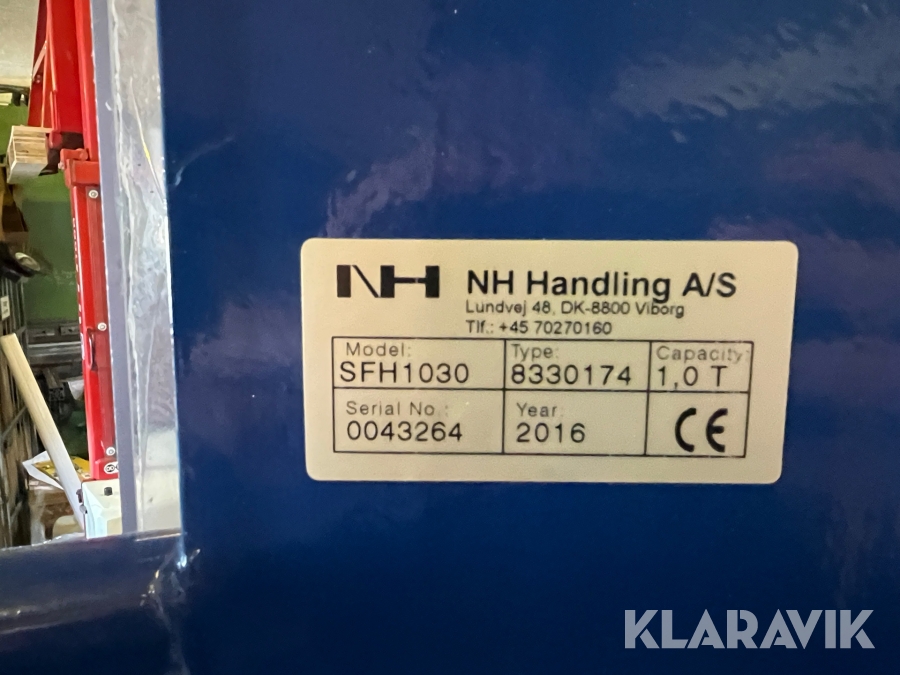 NH
NH Handling A/S
Lundvej 48, DK-8800 Viborg
Tlf.: +45 70270160
Model: Type: Capacity:
SFH1030 8330174 1,0 T
Serial No.: Year:
0043264 2016 CE
KLARAVIK